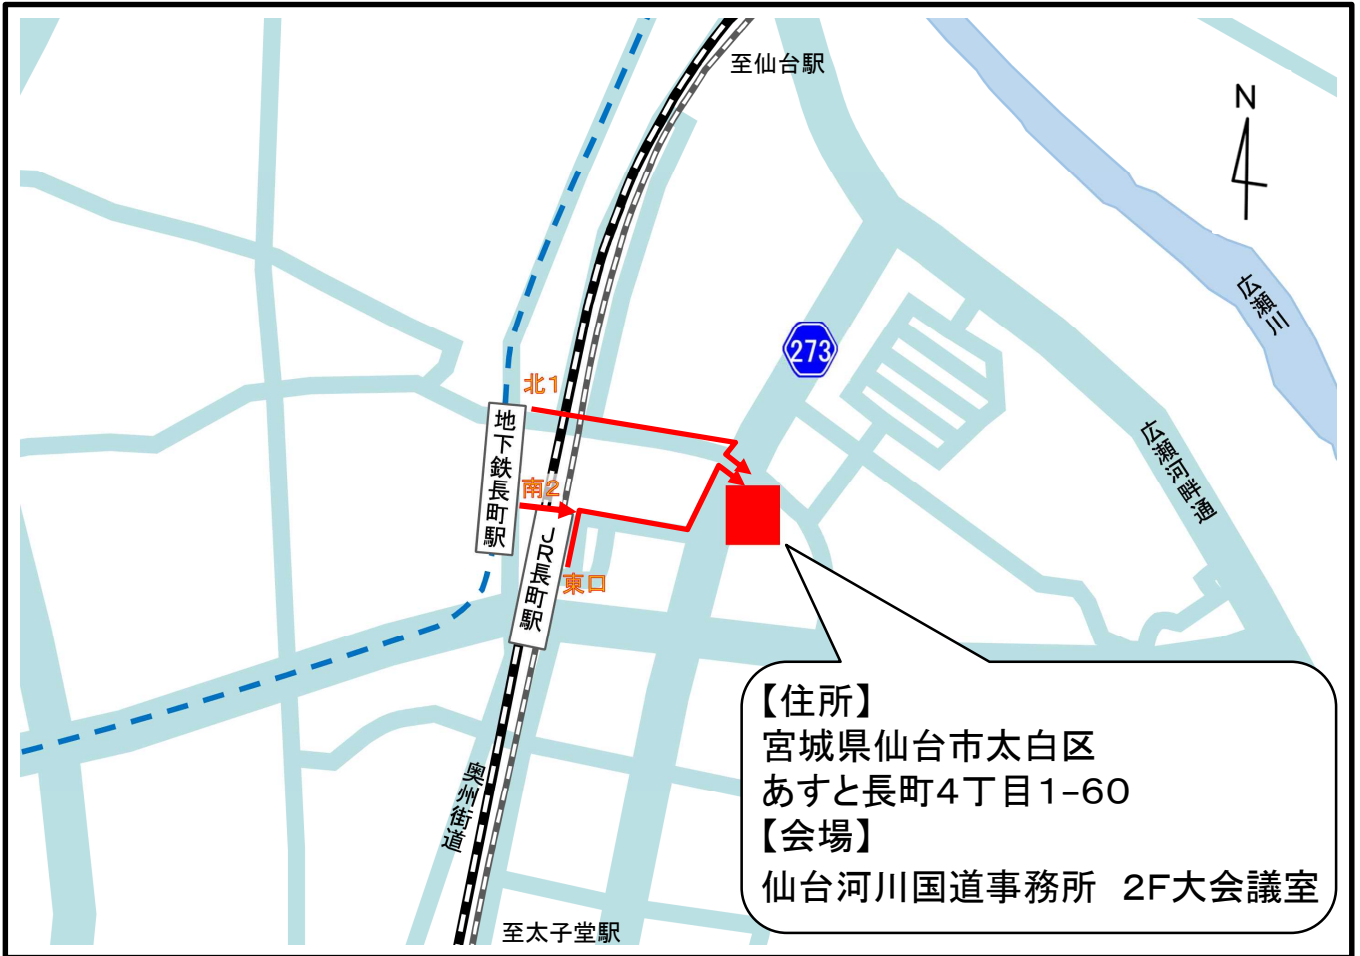 至仙台駅
N
広瀬川
273
北1
地下鉄長町駅
南2
広瀬河畔通
JR長町駅
東口
【住所】
宮城県仙台市太白区
あすと長町4丁目1-60
【会場】
仙台河川国道事務所　2F大会議室
奥州街道
至太子堂駅